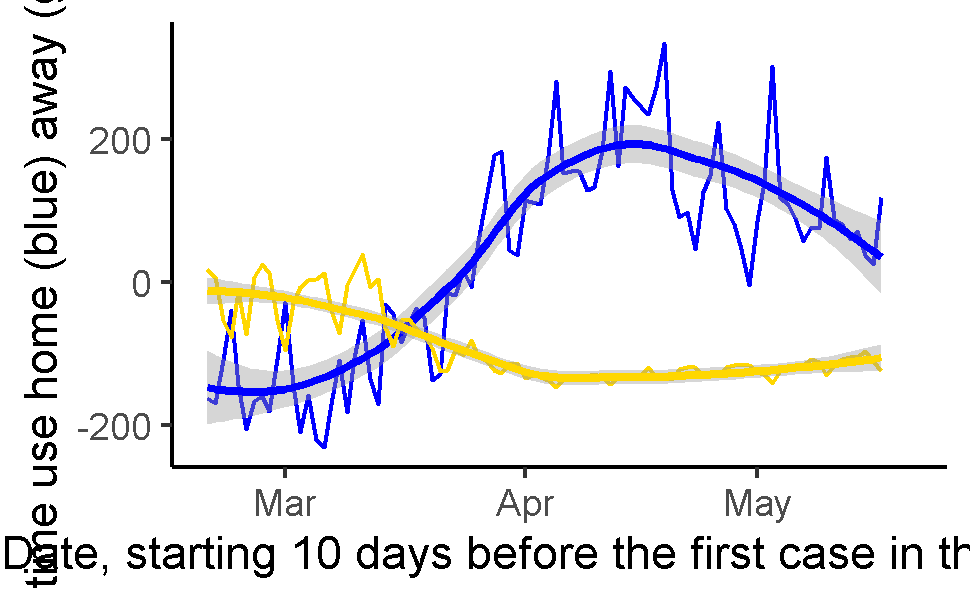 time use home (blue) away (
200
0
-200
Mar Apr May
Date, starting 10 days before the first case in th